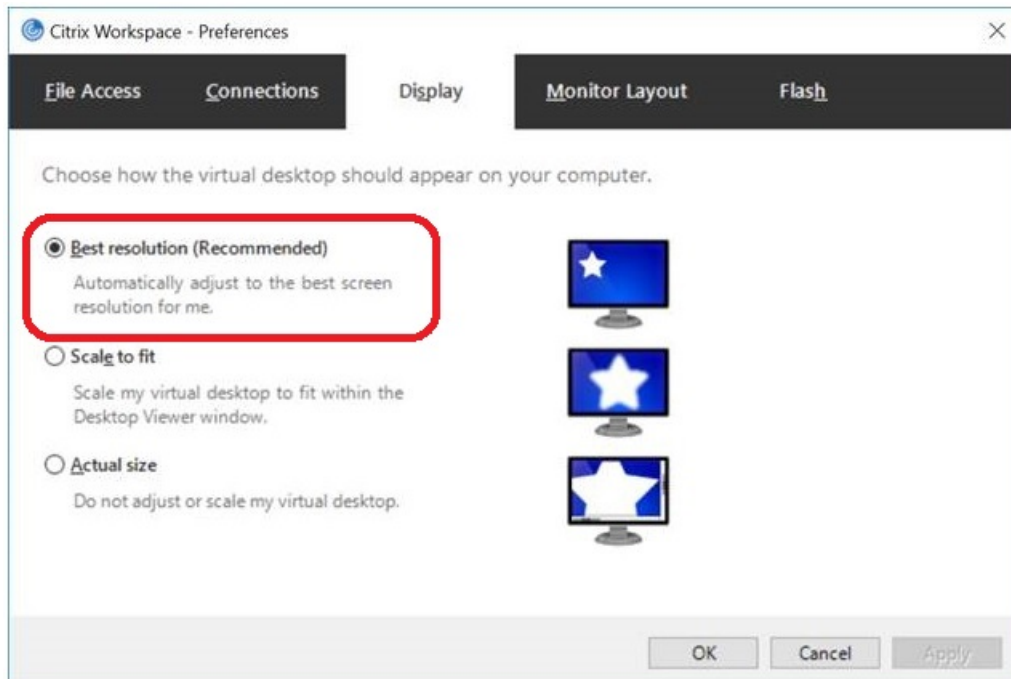 Citrix Workspace - Preferences
File Access Connections Display Monitor Layout Flash
Choose how the virtual desktop should appear on your computer.
Best resolution (Recommended)
Automatically adjust to the best screen
resolution for me.
Scale to fit
Scale my virtual desktop to fit within the
Desktop Viewer window.
Actual size
Do not adjust or scale my virtual desktop.
OK Cancel Apply